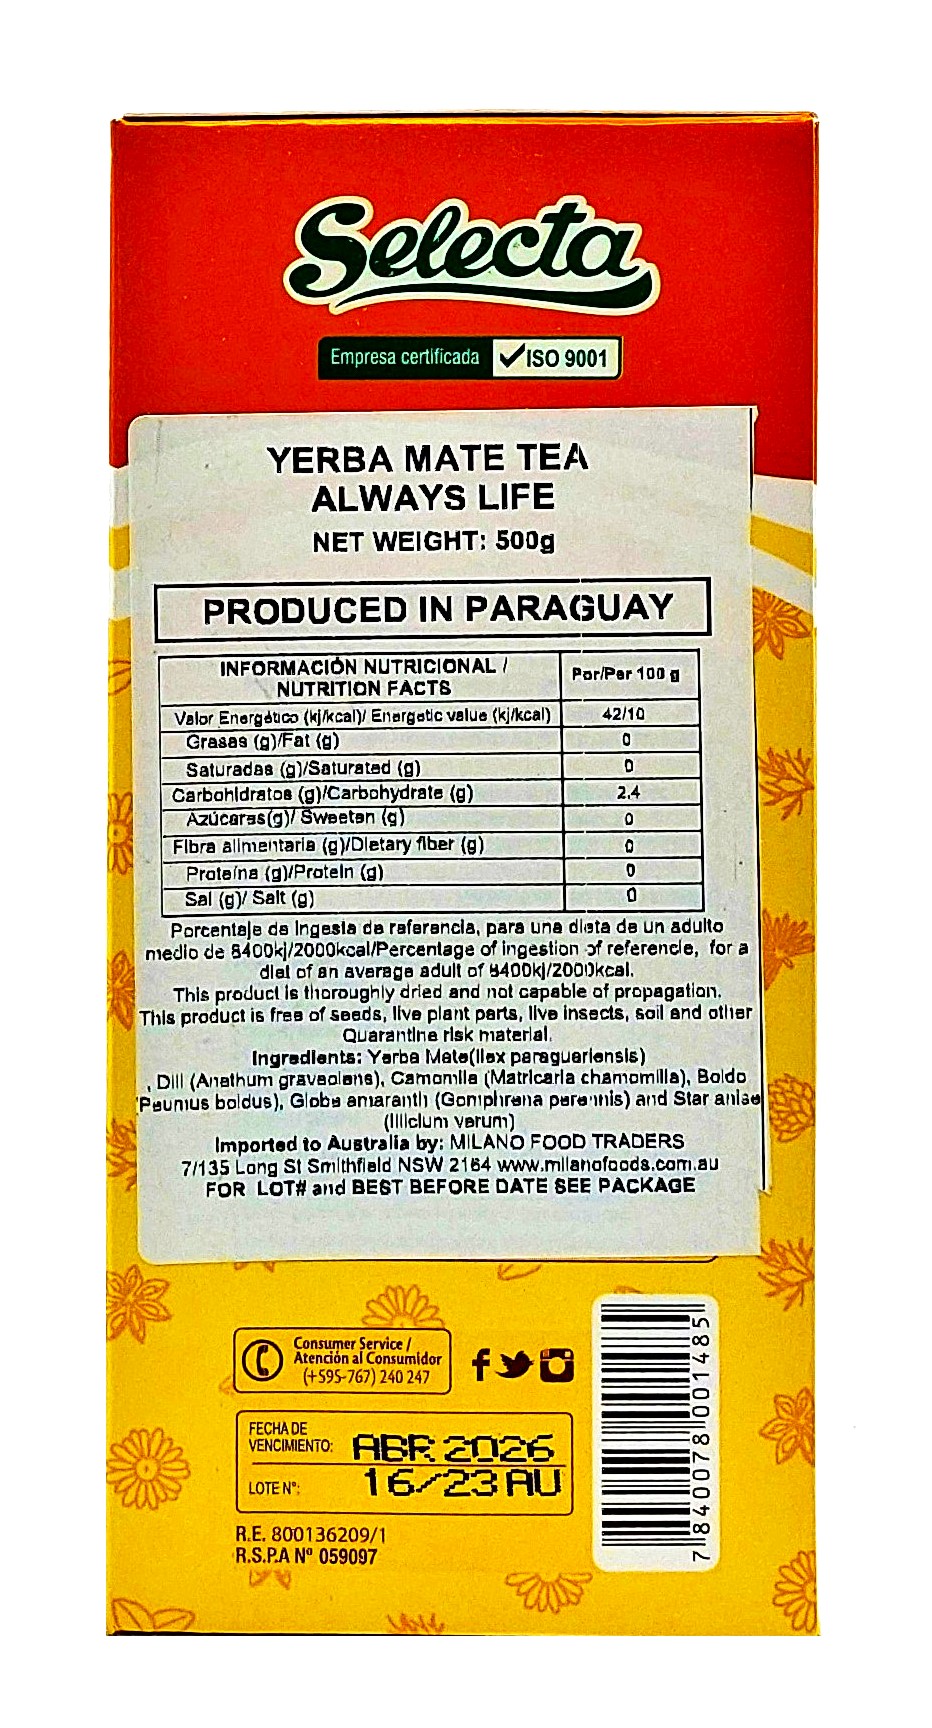 Selecta
Empresa certificada ✓ISO 9001
YERBA MATE TEA
ALWAYS LIFE
NET WEIGHT: 500g
PRODUCED IN PARAGUAY
INFORMACIÓN NUTRICIONAL / Por/Per 100 g
NUTRITION FACTS
Valor Energético (kj/kcal)/ Energetic value (kj/kcal) 42/10
Grasas (g)/Fat (g) 0
Saturadas (g)/Saturated (g) 0
Carbohidratos (g)/Carbohydrate (g) 2.4
Azúcaras(g)/ Sweeten (g) 0
Fibra alimentaria (g)/Dietary fiber (g) 0
Proteína (g)/Protein (g) 0
Sal (g)/ Salt (g) 0
Porcentaje de Ingesia de referencia, para una dieta de un adulto
medio de 8400kj/2000kcal/Percentage of ingestion of reference, for a
diet of an average adult of 8400kj/2000kcal.
This product is thoroughly dried and not capable of propagation.
This product is free of seeds, live plant parts, live insects, soil and other
Quarantine risk material.
Ingredients: Yerba Mate(Ilex paraguariensis)
, Dill (Anathum graveolens), Camomila (Matricaria chamomilla), Boldo
Peumus boldus), Globe amaranth (Gomphrena perennis) and Star anise
(Illicium verum)
Imported to Australia by: MILANO FOOD TRADERS
7/135 Long St Smithfield NSW 2164 www.milanofoods.com.au
FOR LOT# and BEST BEFORE DATE SEE PACKAGE
Consumer Service /
Atención al Consumidor
(+595-767) 240 247
FECHA DE
VENCIMIENTO: ABR 2026
LOTE Nº: 16/23 AU
R.E. 800136209/1
R.S.P.A Nº 059097
7 840078 001485